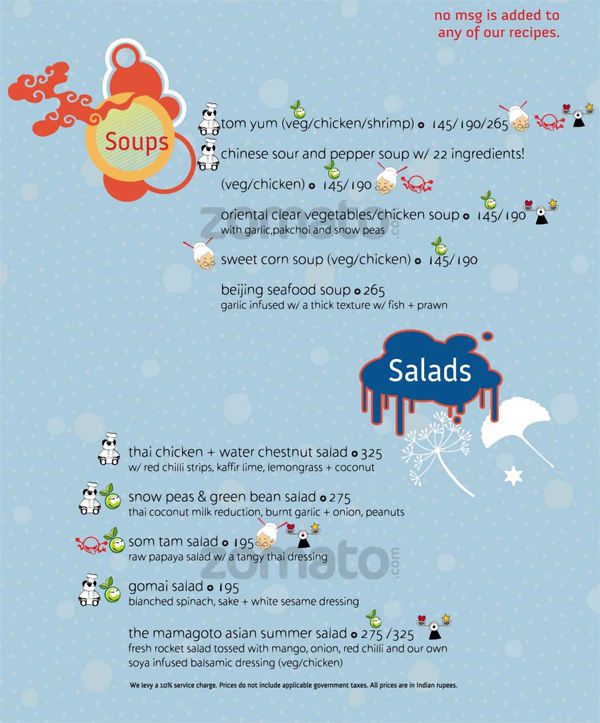 no msg is added to
any of our recipes.
Soups
tom yum (veg/chicken/shrimp) 145/190/265
chinese sour and pepper soup w/ 22 ingredients!
(veg/chicken) 145/190
oriental clear vegetables/chicken soup 145/190
with garlic,pakchoi and snow peas
zomato.com
sweet corn soup (veg/chicken) 145/190
beijing seafood soup 265
garlic infused w/ a thick texture w/ fish + prawn
Salads
thai chicken + water chestnut salad 325
w/ red chilli strips, kaffir lime, lemongrass + coconut
snow peas & green bean salad 275
thai coconut milk reduction, burnt garlic + onion, peanuts
som tam salad 195
raw papaya salad w/ a tangy thai dressing
zomato.com
gomai salad 195
blanched spinach, sake + white sesame dressing
the mamagoto asian summer salad 275 /325
fresh rocket salad tossed with mango, onion, red chilli and our own
soya infused balsamic dressing (veg/chicken)
We levy a 10% service charge. Prices do not include applicable government taxes. All prices are in Indian rupees.